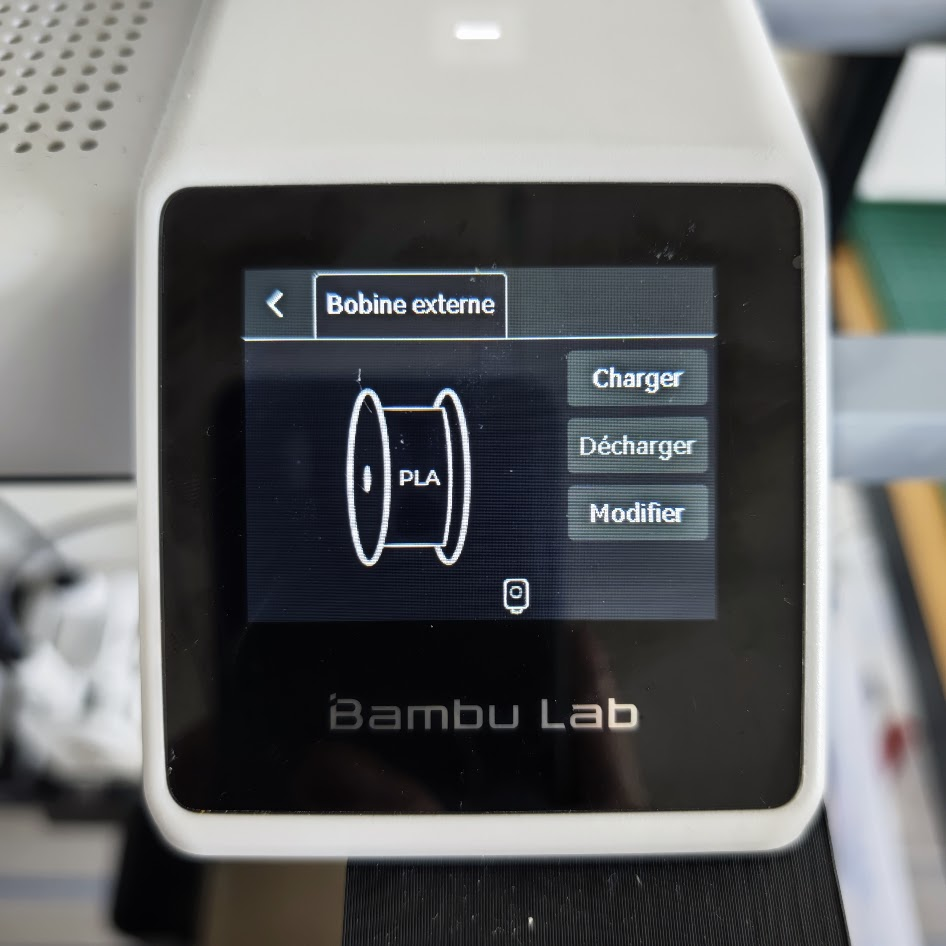 Bobine externe
Charger
PLA
Décharger
Modifier
Bambu Lab